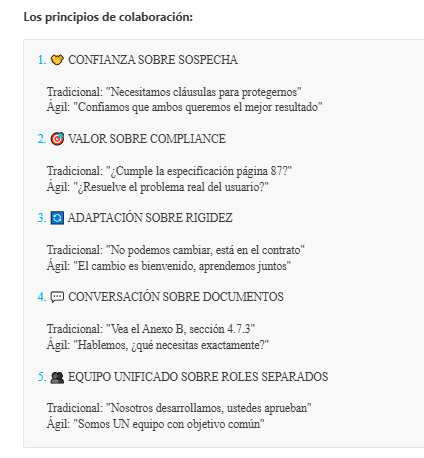 Los principios de colaboración:
1. 🤝 CONFIANZA SOBRE SOSPECHA
Tradicional: "Necesitamos cláusulas para protegernos"
Ágil: "Confiamos que ambos queremos el mejor resultado"
2. 🎯 VALOR SOBRE COMPLIANCE
Tradicional: "¿Cumple la especificación página 87?"
Ágil: "¿Resuelve el problema real del usuario?"
3. 🔄 ADAPTACIÓN SOBRE RIGIDEZ
Tradicional: "No podemos cambiar, está en el contrato"
Ágil: "El cambio es bienvenido, aprendemos juntos"
4. 💬 CONVERSACIÓN SOBRE DOCUMENTOS
Tradicional: "Vea el Anexo B, sección 4.7.3"
Ágil: "Hablemos, ¿qué necesitas exactamente?"
5. 👥 EQUIPO UNIFICADO SOBRE ROLES SEPARADOS
Tradicional: "Nosotros desarrollamos, ustedes aprueban"
Ágil: "Somos UN equipo con objetivo común"